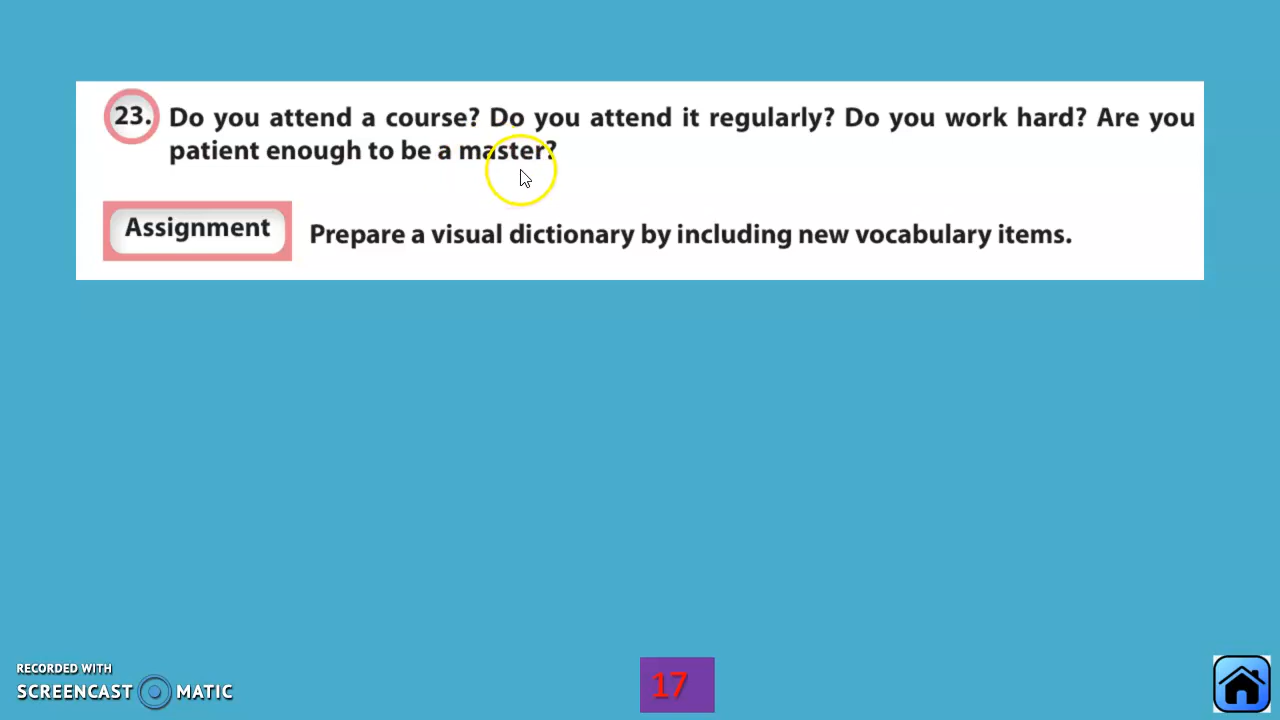 23. Do you attend a course? Do you attend it regularly? Do you work hard? Are you
patient enough to be a master?
Assignment Prepare a visual dictionary by including new vocabulary items.
RECORDED WITH
SCREENCAST MATIC
17